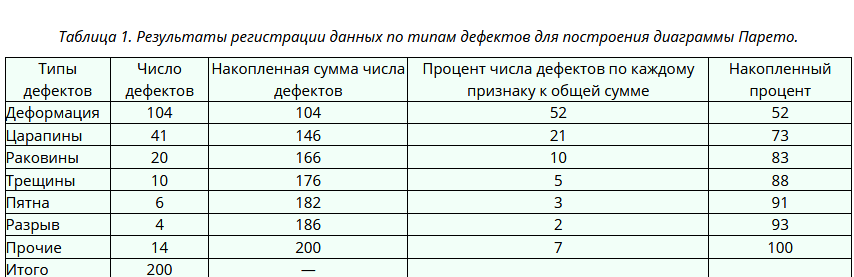 Таблица 1. Результаты регистрации данных по типам дефектов для построения диаграммы Парето.
Типы дефектов | Число дефектов | Накопленная сумма числа дефектов | Процент числа дефектов по каждому признаку к общей сумме | Накопленный процент
Деформация 104 104 52 52
Царапины 41 146 21 73
Раковины 20 166 10 83
Трещины 10 176 5 88
Пятна 6 182 3 91
Разрыв 4 186 2 93
Прочие 14 200 7 100
Итого 200 —